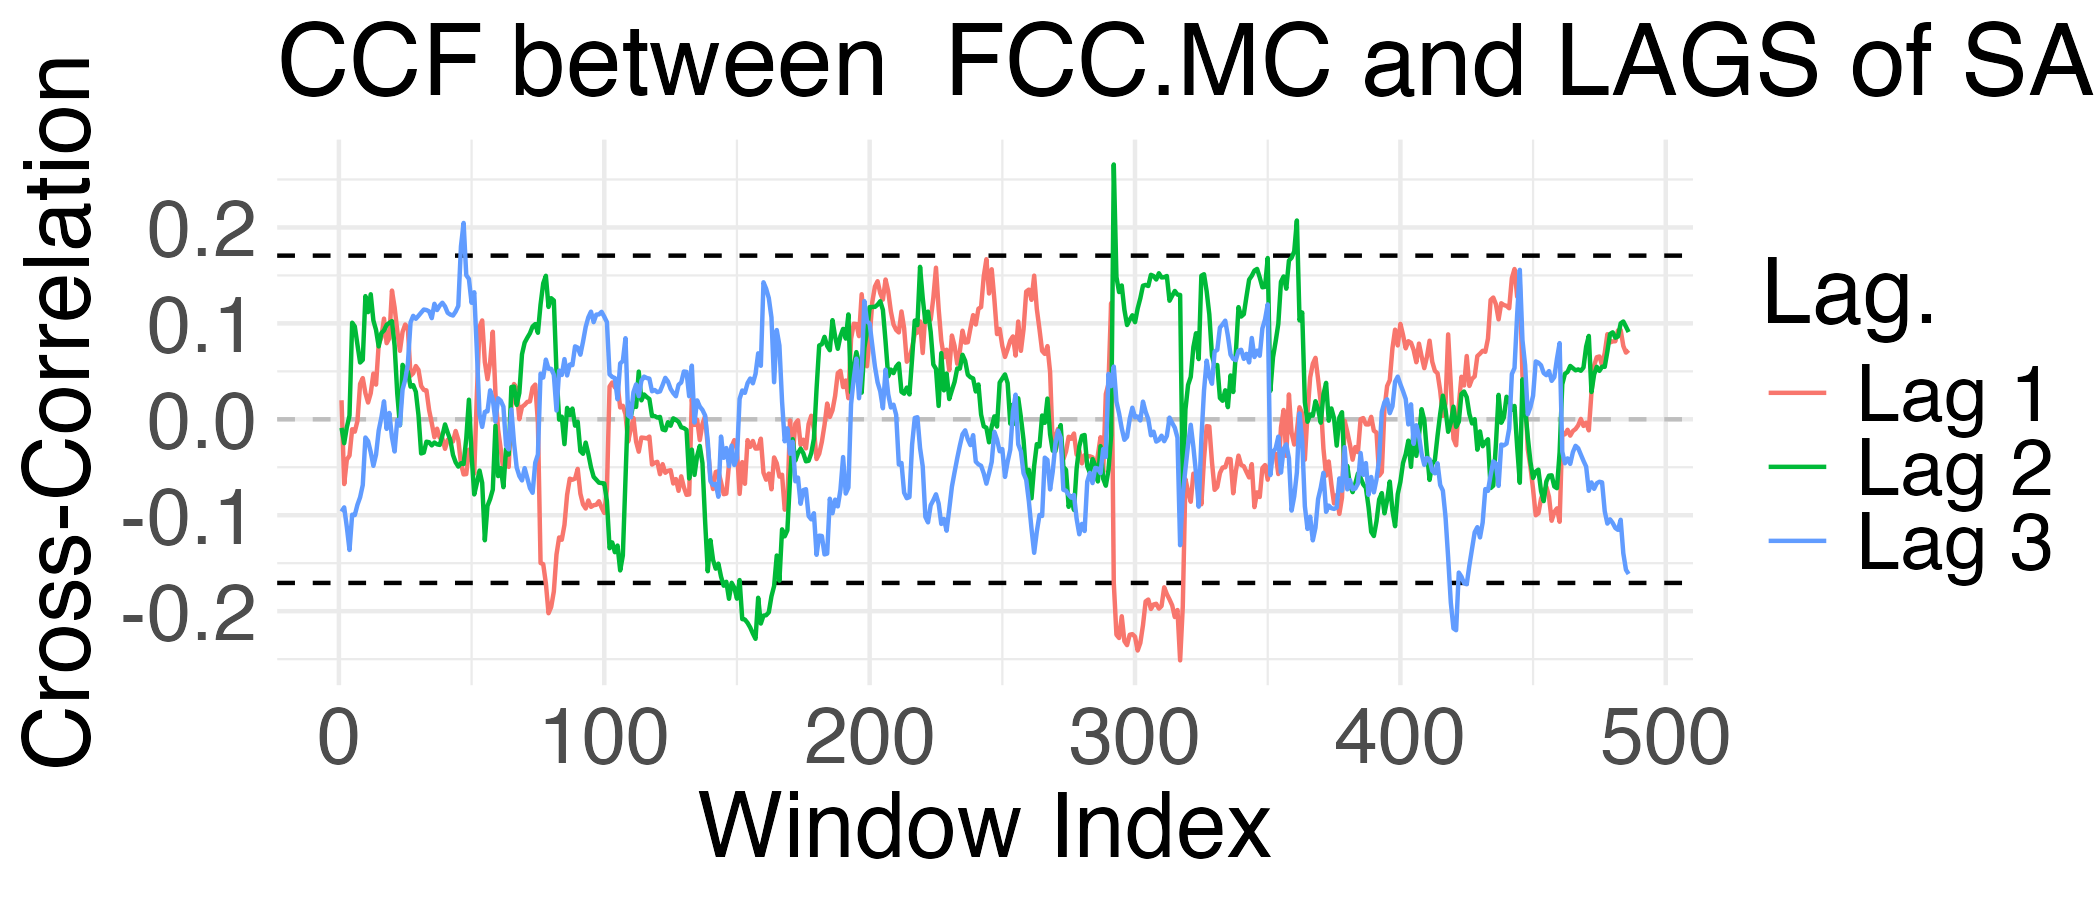 CCF between  FCC.MC and LAGS of SA
Cross-Correlation
0.2
0.1
0.0
-0.1
-0.2
0 100 200 300 400 500
Window Index
Lag.
Lag 1
Lag 2
Lag 3